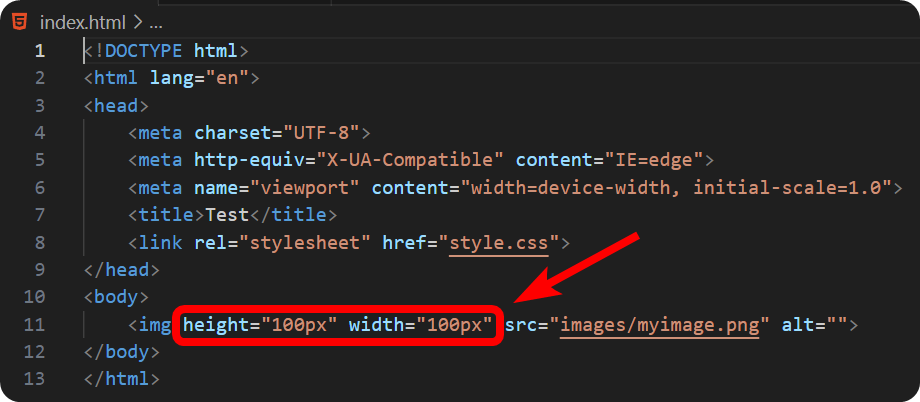 index.html > ...
1 <!DOCTYPE html>
2 <html lang="en">
3 <head>
4     <meta charset="UTF-8">
5     <meta http-equiv="X-UA-Compatible" content="IE=edge">
6     <meta name="viewport" content="width=device-width, initial-scale=1.0">
7     <title>Test</title>
8     <link rel="stylesheet" href="style.css">
9 </head>
10 <body>
11     <img height="100px" width="100px" src="images/myimage.png" alt="">
12 </body>
13 </html>